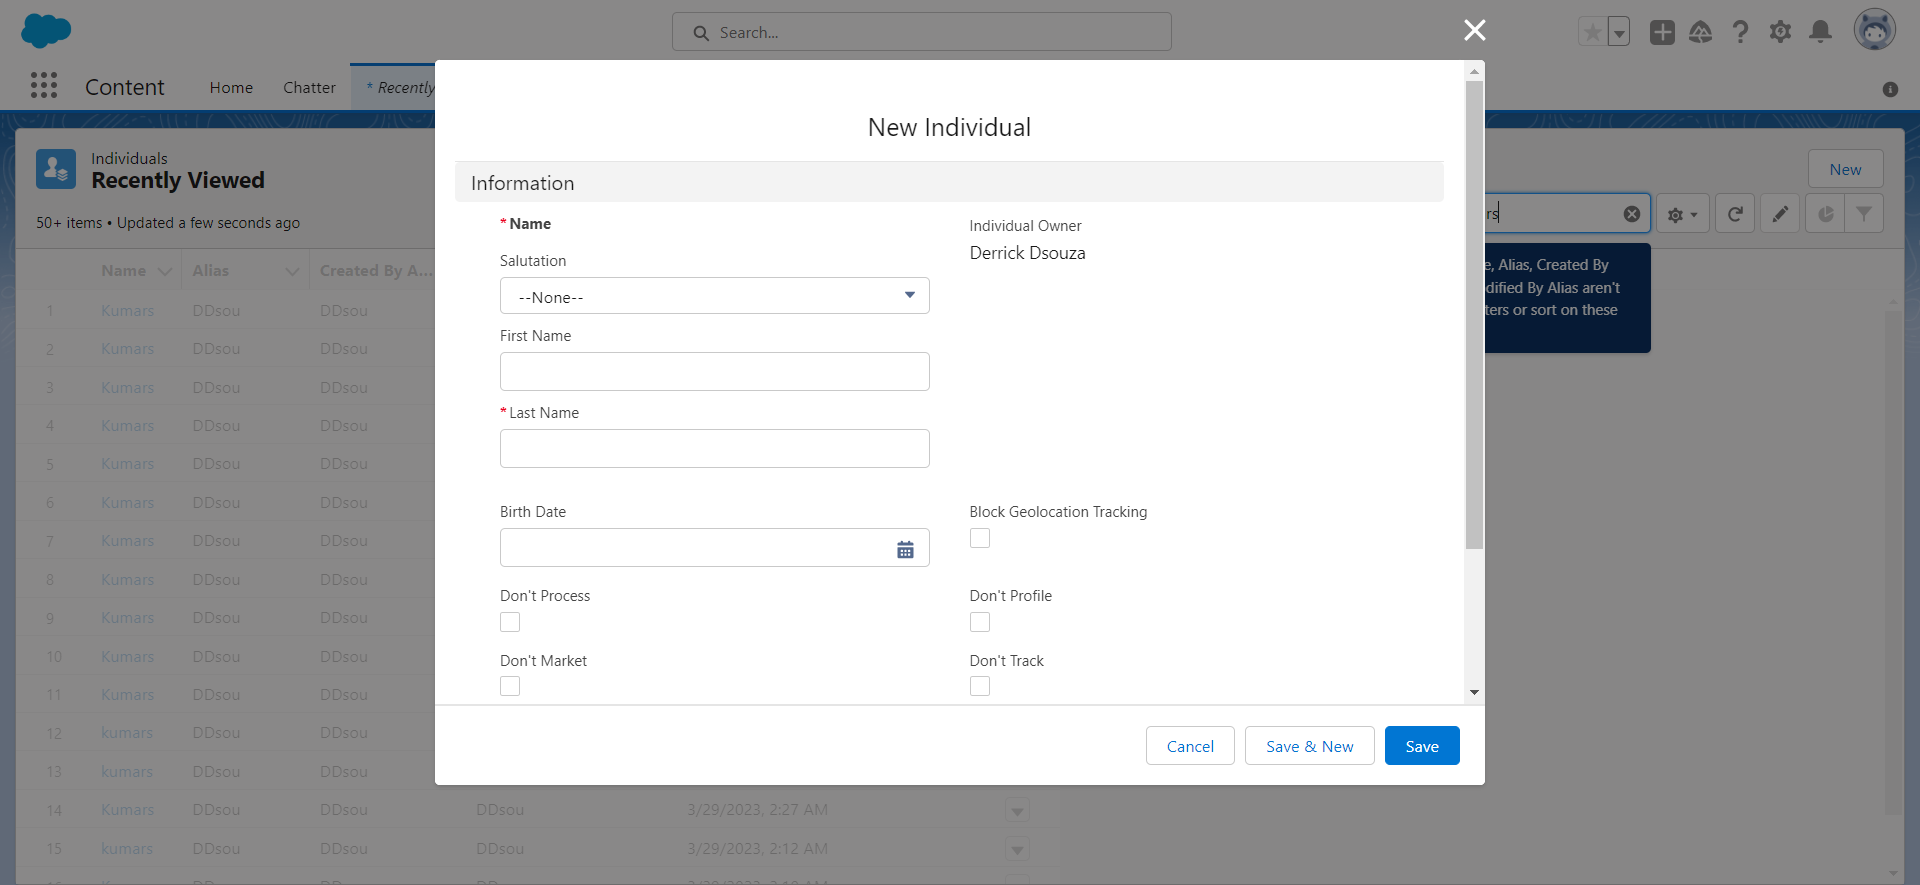 Search...
Content
Home
Chatter
* Recently
Individuals
Recently Viewed
50+ items • Updated a few seconds ago
New
rs
e, Alias, Created By
dified By Alias aren't
ters or sort on these
Name
Alias
Created By A...
1 Kumars DDsou DDsou
2 Kumars DDsou DDsou
3 Kumars DDsou DDsou
4 Kumars DDsou DDsou
5 Kumars DDsou DDsou
6 Kumars DDsou DDsou
7 Kumars DDsou DDsou
8 Kumars DDsou DDsou
9 Kumars DDsou DDsou
10 Kumars DDsou DDsou
11 Kumars DDsou DDsou
12 kumars DDsou DDsou
13 kumars DDsou DDsou
14 Kumars DDsou DDsou DDsou 3/29/2023, 2:27 AM
15 kumars DDsou DDsou DDsou 3/29/2023, 2:12 AM
New Individual
Information
* Name
Salutation
--None--
First Name
* Last Name
Individual Owner
Derrick Dsouza
Birth Date
Block Geolocation Tracking
Don't Process
Don't Profile
Don't Market
Don't Track
Cancel
Save & New
Save